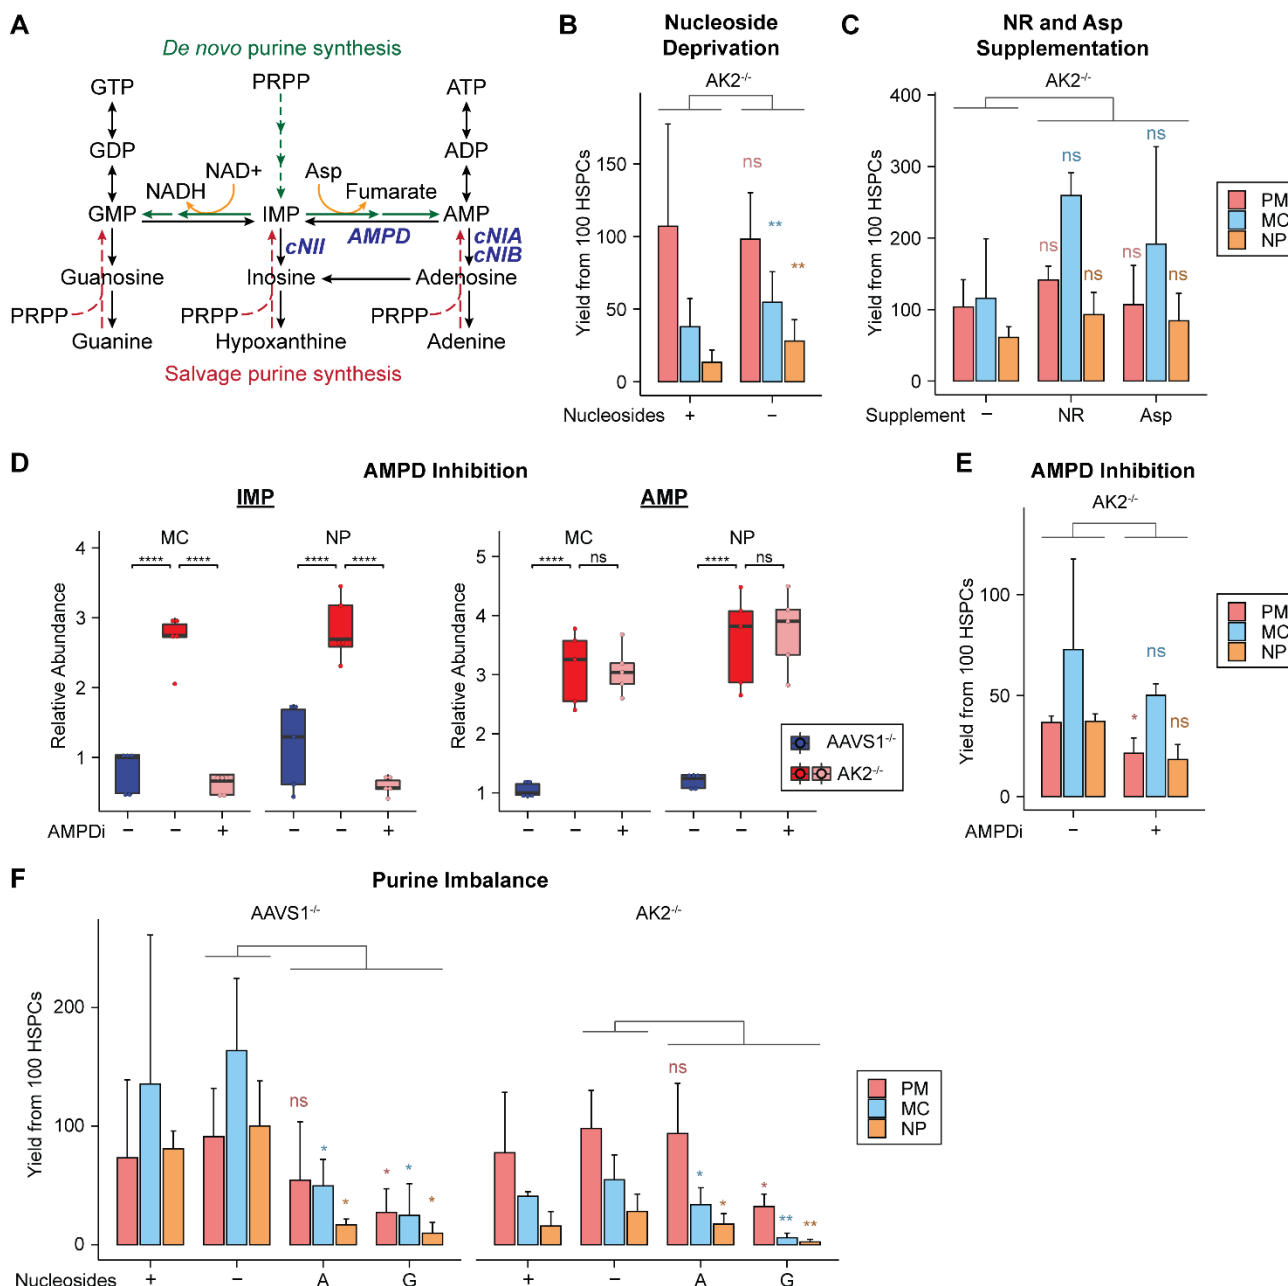 A
De novo purine synthesis
GTP
PRPP
ATP
GDP
ADP
NADH
NAD+
Asp
Fumarate
GMP
IMP
AMP
cNII
AMPD
cNIA
cNIB
Guanosine
Inosine
Adenosine
PRPP
PRPP
PRPP
Guanine
Hypoxanthine
Adenine
Salvage purine synthesis
B
Nucleoside
Deprivation
AK2-/-
Yield from 100 HSPCs
150
100
50
0
ns
**
**
Nucleosides
+
−
C
NR and Asp
Supplementation
AK2-/-
Yield from 100 HSPCs
400
300
200
100
0
ns
ns
ns
ns
ns
ns
Supplement
−
NR
Asp
PM
MC
NP
D
AMPD Inhibition
IMP
AMP
MC
NP
MC
NP
**** ****
**** ****
**** ns
**** ns
Relative Abundance
4
3
2
1
Relative Abundance
5
4
3
2
1
AAVS1-/-
AK2-/-
AMPDi
− − +
− − +
− − +
− − +
E
AMPD Inhibition
AK2-/-
Yield from 100 HSPCs
100
50
0
*
ns
ns
AMPDi
−
+
PM
MC
NP
F
Purine Imbalance
AAVS1-/-
AK2-/-
Yield from 100 HSPCs
200
100
0
ns
*
*
*
*
*
ns
*
*
*
**
**
Nucleosides
+ − A G
+ − A G
PM
MC
NP